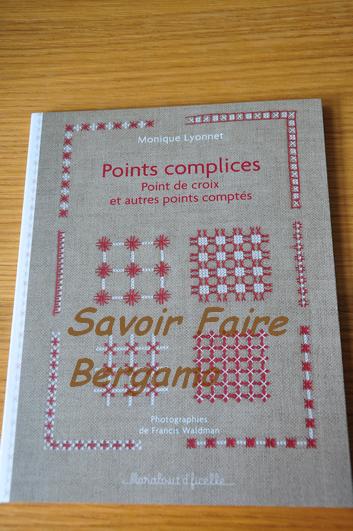 Monique Lyonnet
Points complices
Point de croix
et autres points comptés
Savoir Faire
Bergama
Photographies
de Francis Waldman
Marabout d'ficelle